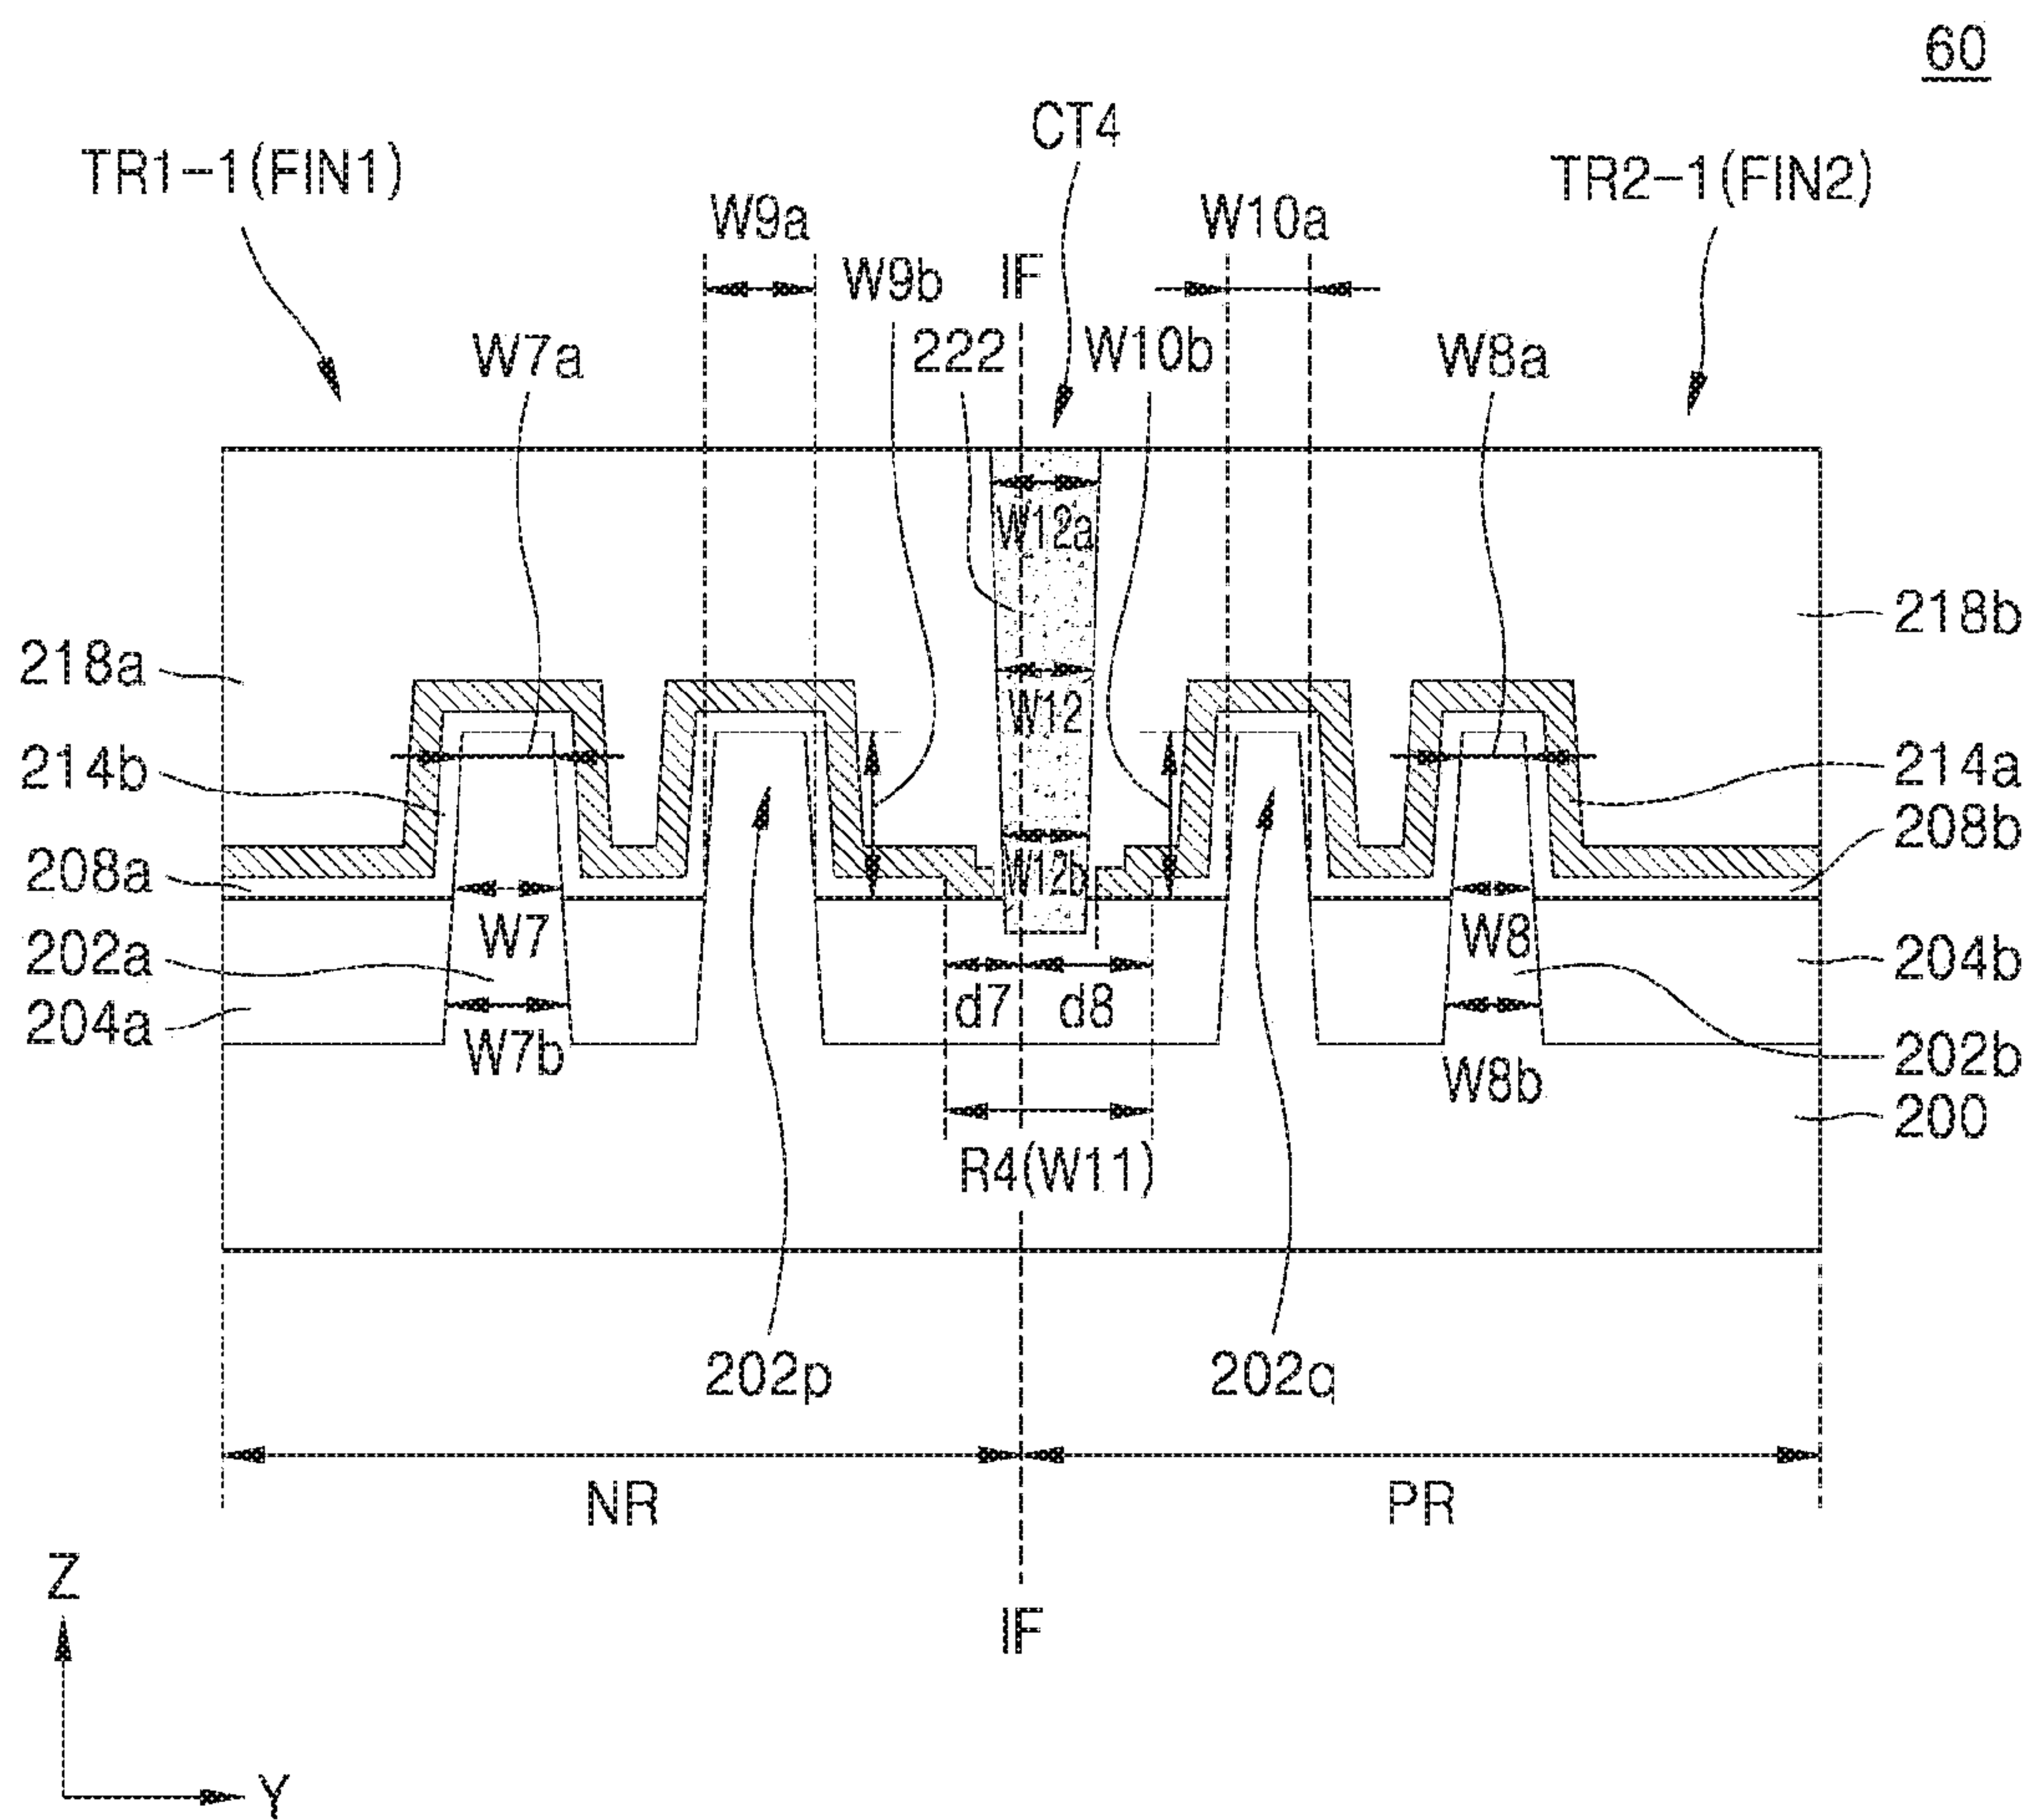 60
CT4
TR1-1(FIN1)
TR2-1(FIN2)
W9a
W10a
W9b
IF
W7a
222
W10b
W8a
W12a
218b
218a
W12
214b
214a
208b
W12b
208a
W7
W8
202a
204b
d7
d8
204a
W7b
202b
W8b
200
R4(W11)
202p
202q
NR
PR
Z
IF
Y